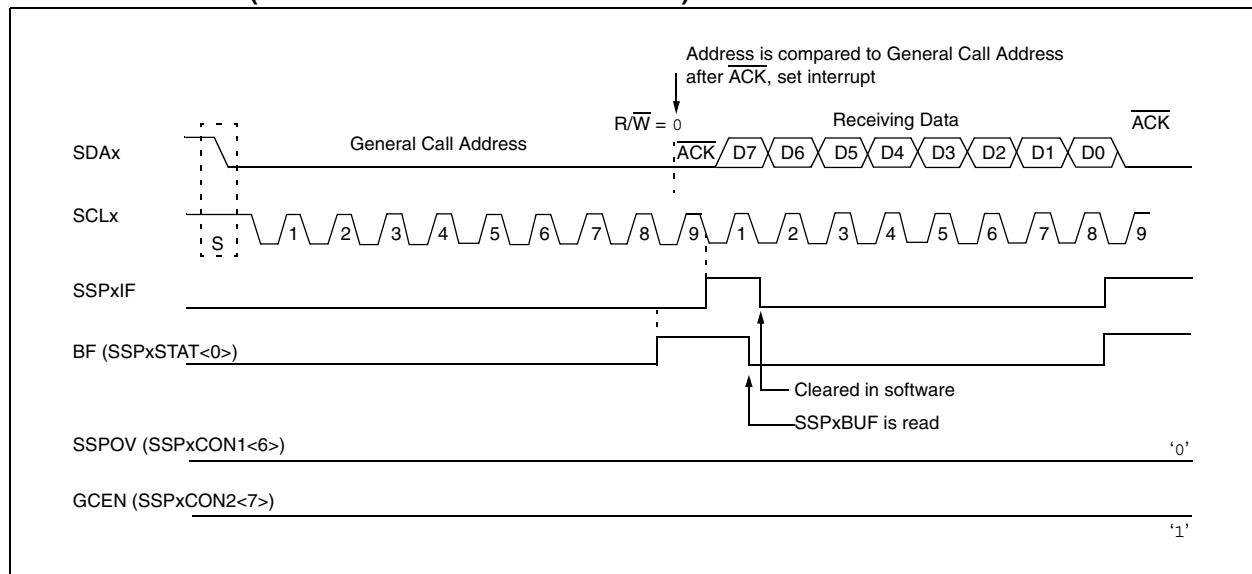 Address is compared to General Call Address
after ACK, set interrupt
R/W = 0
Receiving Data
ACK
SDAx
General Call Address
ACK D7 D6 D5 D4 D3 D2 D1 D0
SCLx
S
1 2 3 4 5 6 7 8 9 1 2 3 4 5 6 7 8 9
SSPxIF
BF (SSPxSTAT<0>)
Cleared in software
SSPxBUF is read
SSPOV (SSPxCON1<6>)
‘0’
GCEN (SSPxCON2<7>)
‘1’